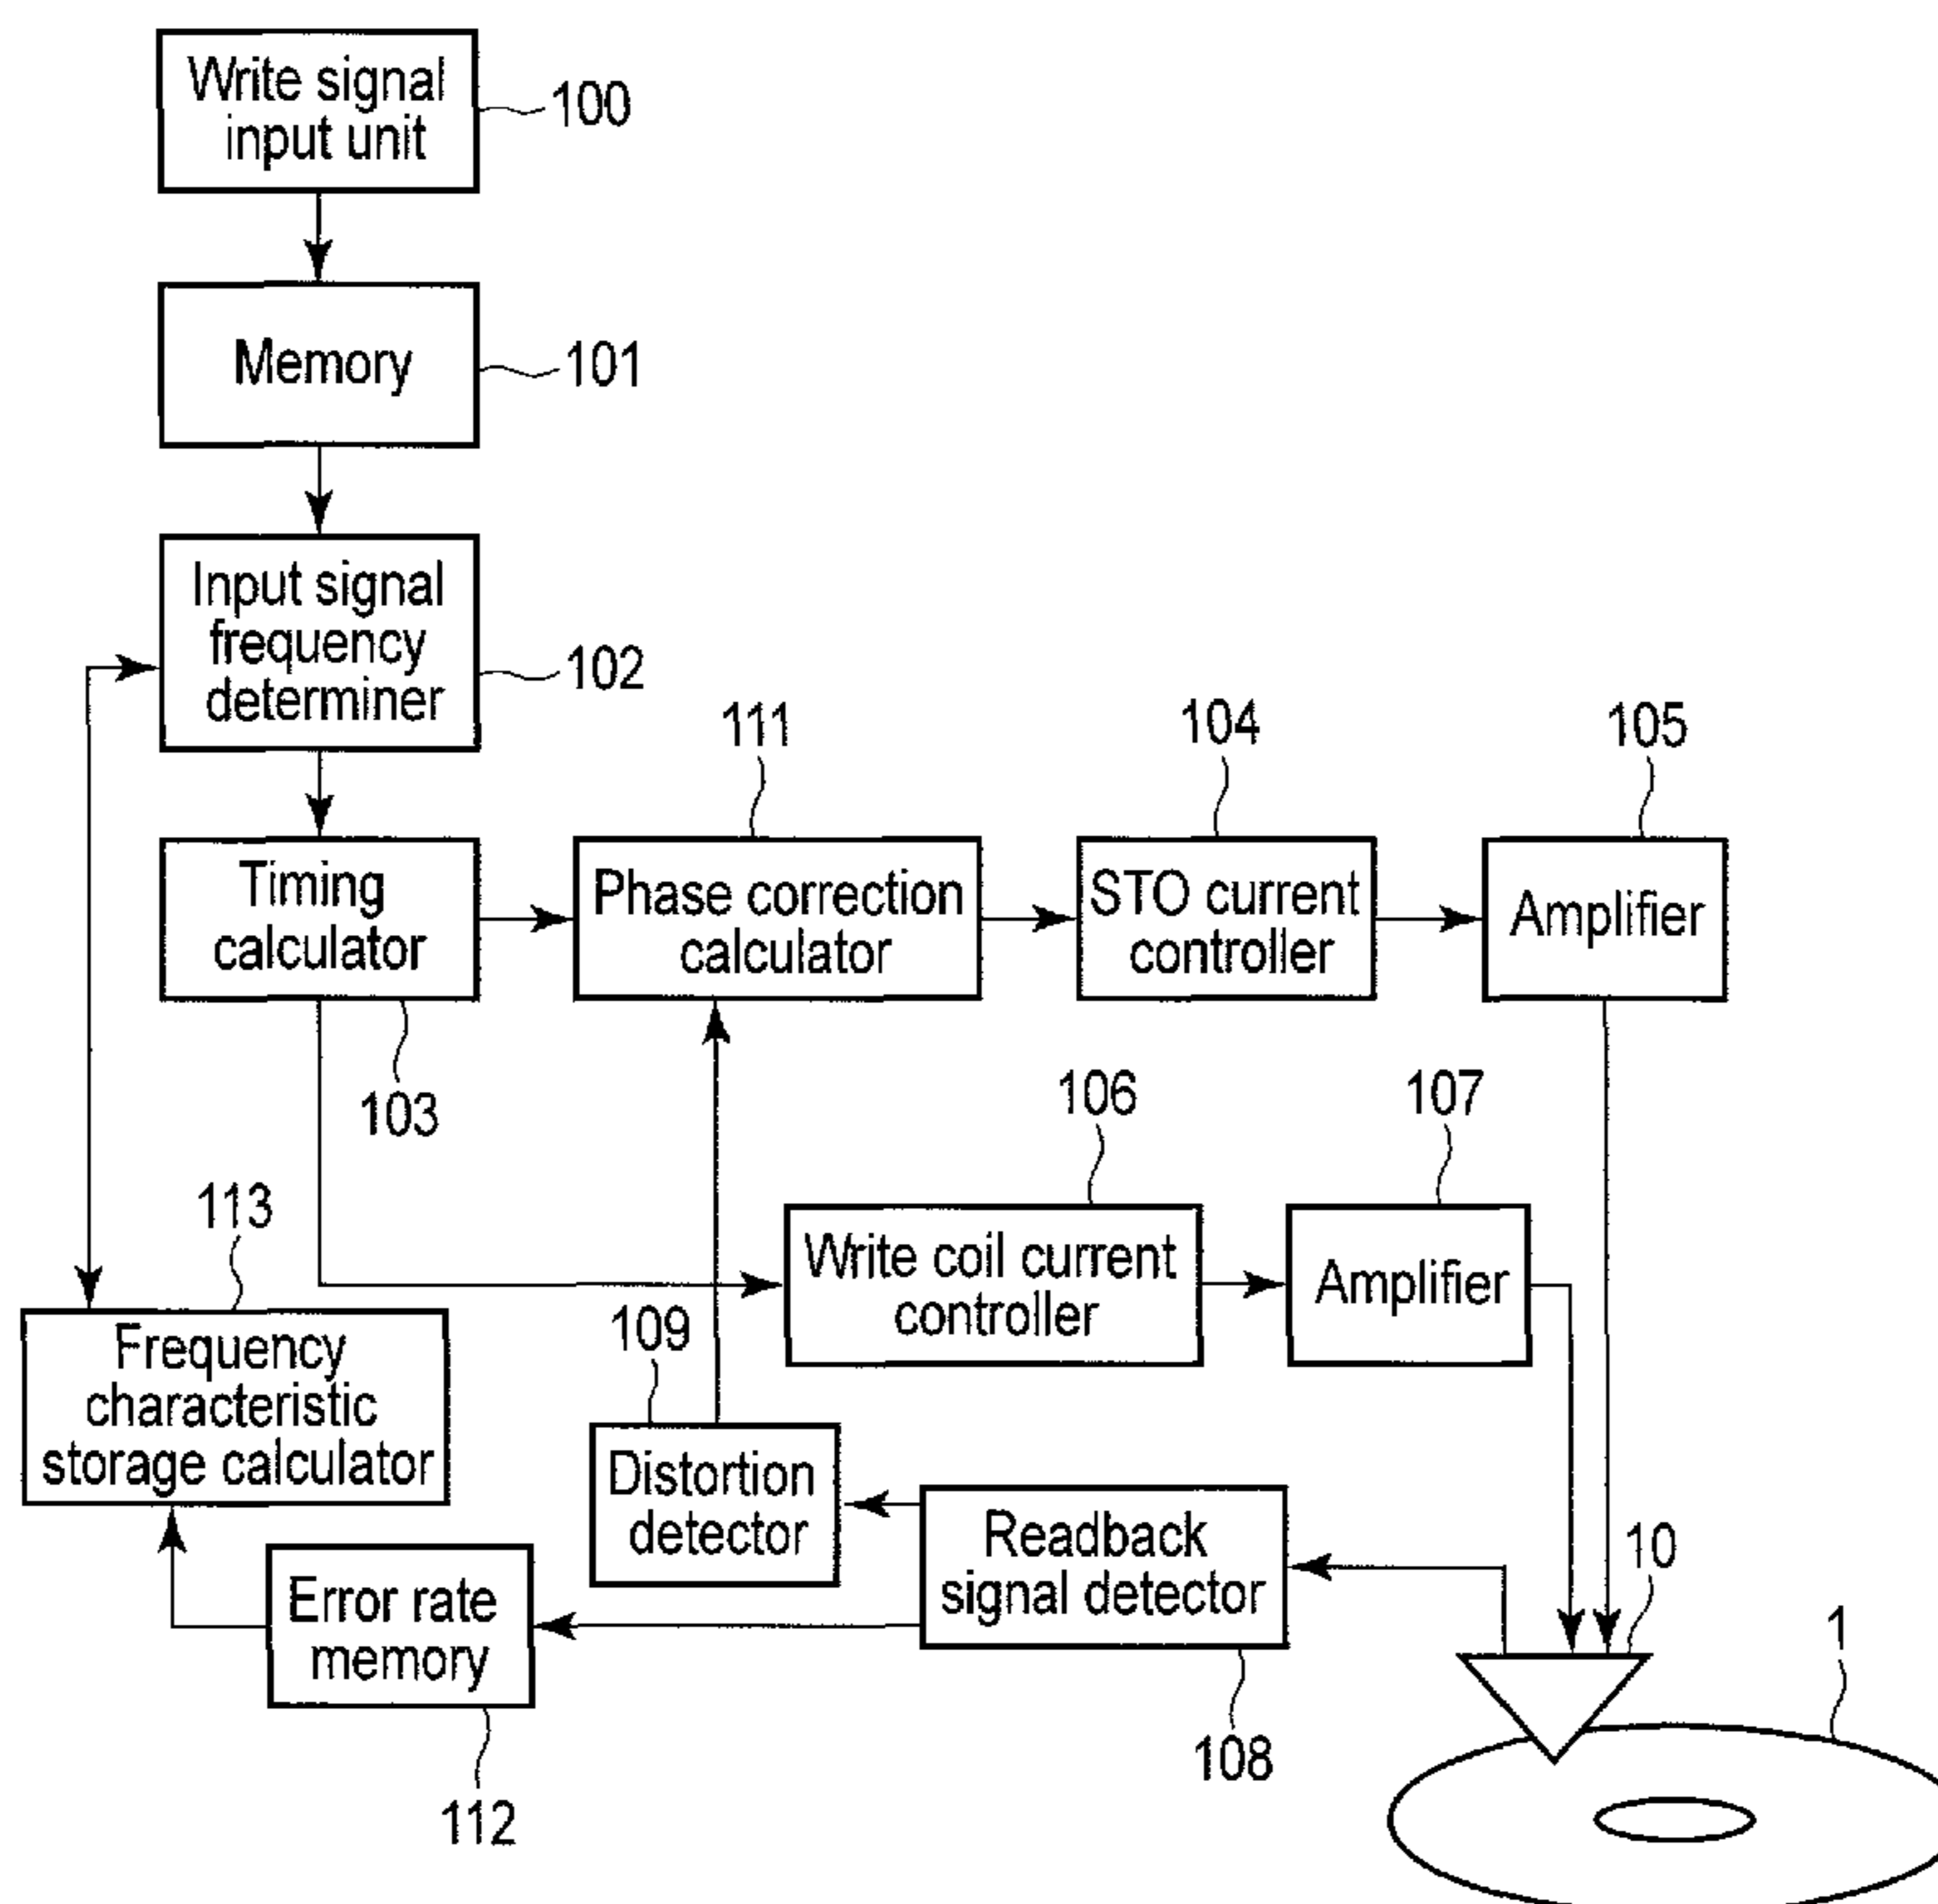 Write signal
input unit
100
Memory
101
Input signal
frequency
determiner
102
111
104
105
Timing
calculator
Phase correction
calculator
STO current
controller
Amplifier
103
106
107
113
Write coil current
controller
Amplifier
109
Frequency
characteristic
storage calculator
Distortion
detector
Readback
signal detector
10
Error rate
memory
1
108
112